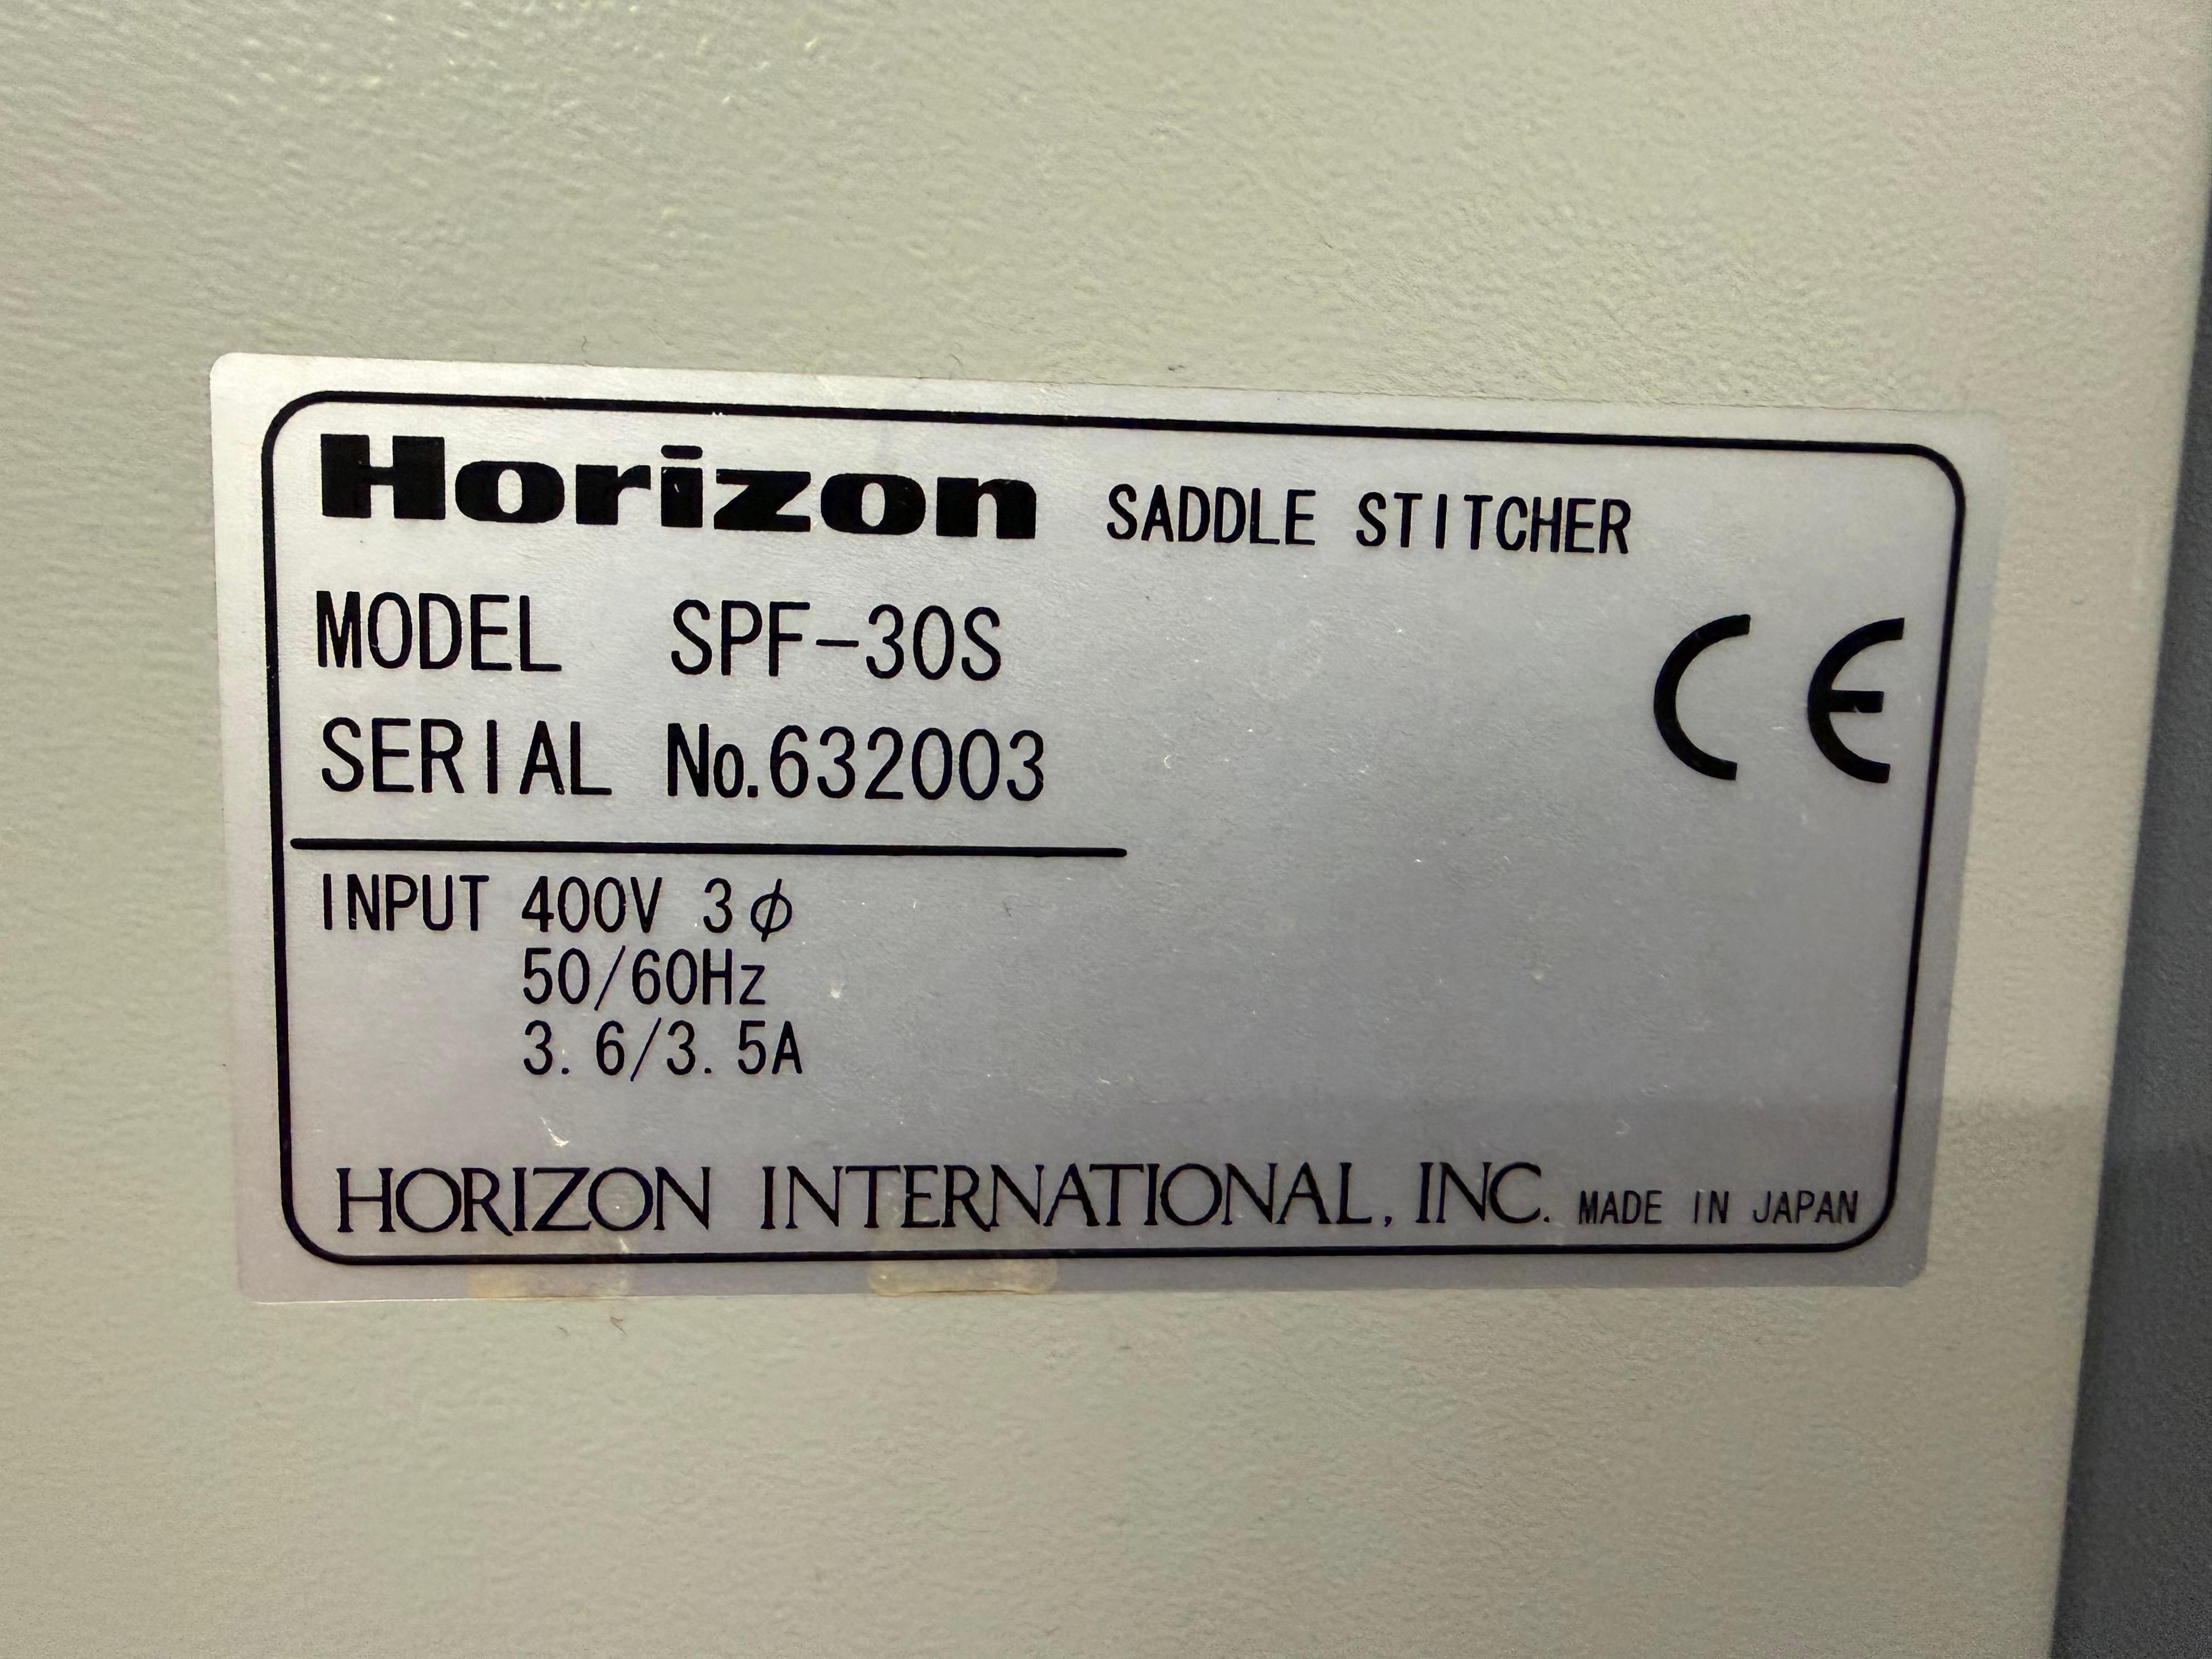 Horizon SADDLE STITCHER
MODEL SPF-30S
SERIAL No.632003
CE
INPUT 400V 3φ
50/60Hz
3.6/3.5A
HORIZON INTERNATIONAL, INC. MADE IN JAPAN